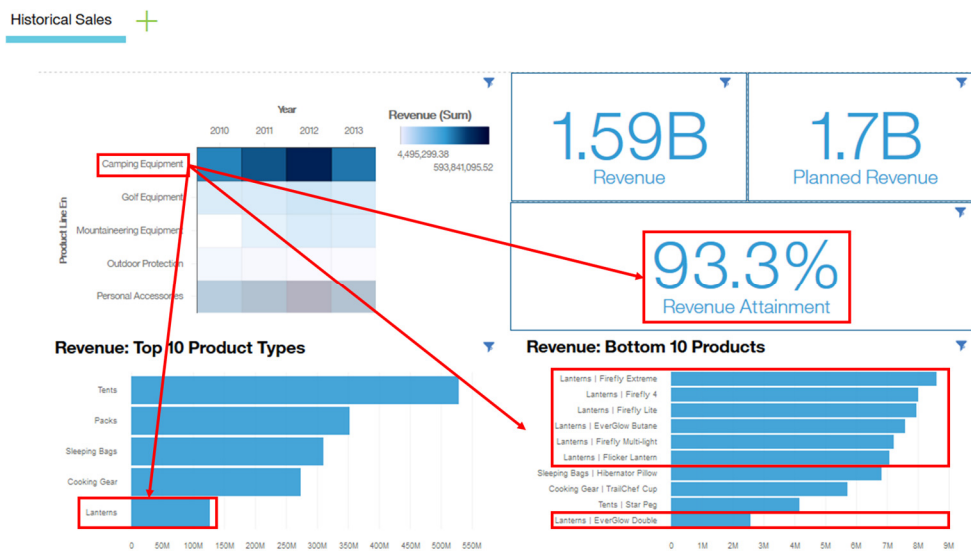 Historical Sales
Year
2010 2011 2012 2013
Revenue (Sum)
4,495,299.38
593,841,095.52
Product Line En
Camping Equipment
Golf Equipment
Mountaineering Equipment
Outdoor Protection
Personal Accessories
1.59B
Revenue
1.7B
Planned Revenue
93.3%
Revenue Attainment
Revenue: Top 10 Product Types
Tents
Packs
Sleeping Bags
Cooking Gear
Lanterns
0 50M 100M 150M 200M 250M 300M 350M 400M 450M 500M 550M
Revenue: Bottom 10 Products
Lanterns | Firefly Extreme
Lanterns | Firefly 4
Lanterns | Firefly Lite
Lanterns | EverGlow Butane
Lanterns | Firefly Multi-light
Lanterns | Flicker Lantern
Sleeping Bags | Hibernator Pillow
Cooking Gear | TrailChef Cup
Tents | Star Peg
Lanterns | EverGlow Double
0 1M 2M 3M 4M 5M 6M 7M 8M 9M